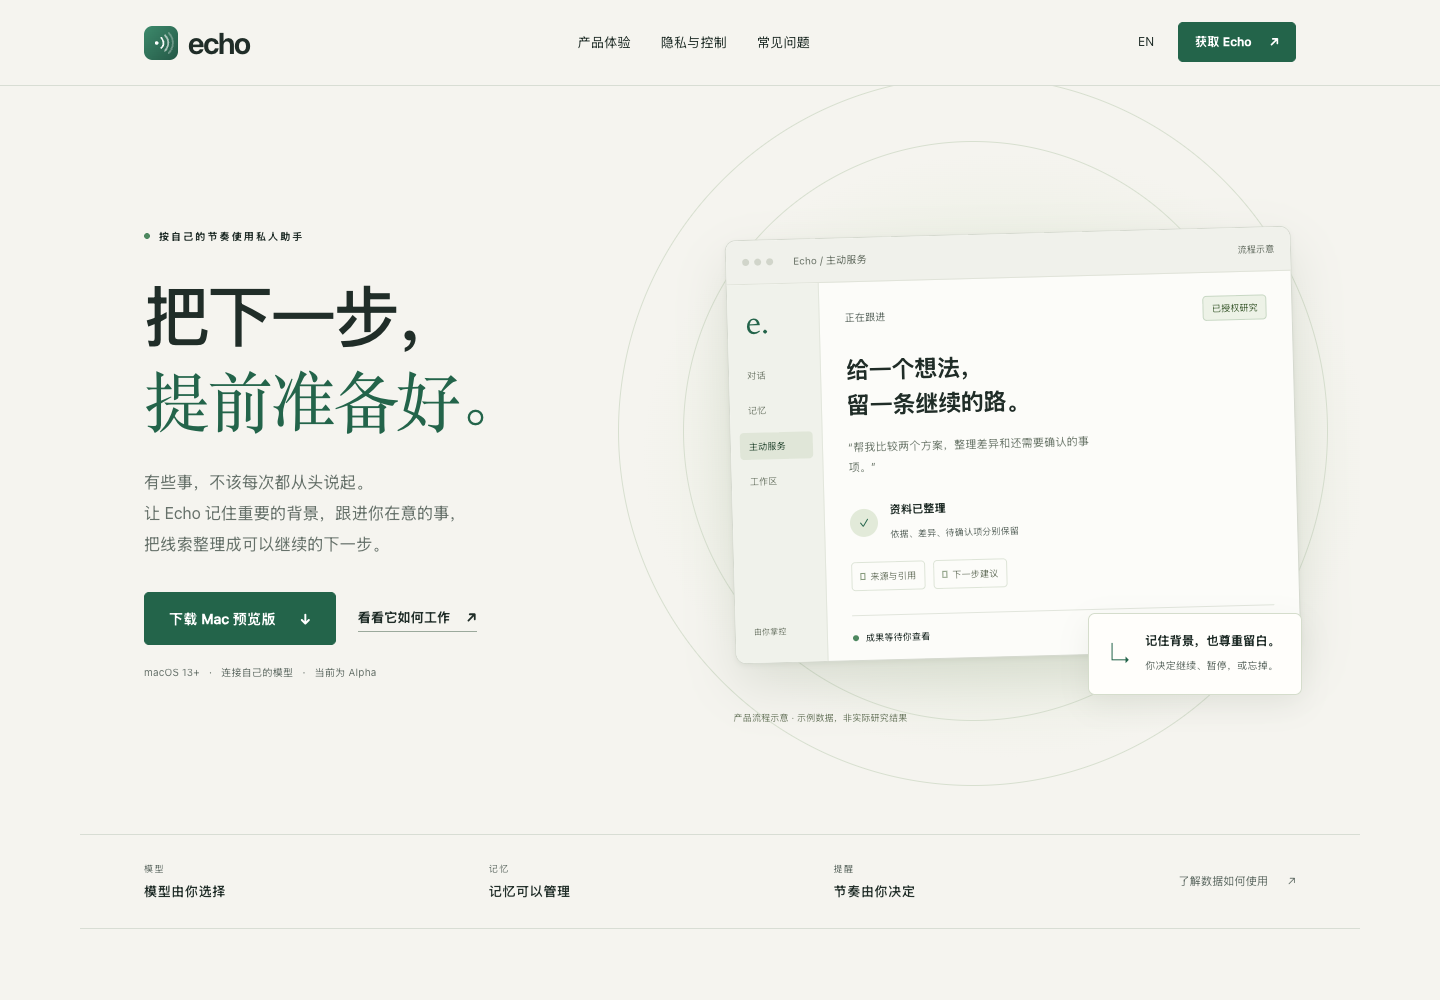 echo
产品体验
隐私与控制
常见问题
EN
获取 Echo
按自己的节奏使用私人助手
把下一步，
提前准备好。
有些事，不该每次都从头说起。
让 Echo 记住重要的背景，跟进你在意的事，
把线索整理成可以继续的下一步。
下载 Mac 预览版
看看它如何工作
macOS 13+ · 连接自己的模型 · 当前为 Alpha
Echo / 主动服务
流程示意
e.
对话
记忆
主动服务
工作区
由你掌控
正在跟进
已授权研究
给一个想法，
留一条继续的路。
“帮我比较两个方案，整理差异和还需要确认的事
项。”
资料已整理
依据、差异、待确认项分别保留
来源与引用
下一步建议
成果等待你查看
记住背景，也尊重留白。
你决定继续、暂停，或忘掉。
产品流程示意 · 示例数据，非实际研究结果
模型
模型由你选择
记忆
记忆可以管理
提醒
节奏由你决定
了解数据如何使用